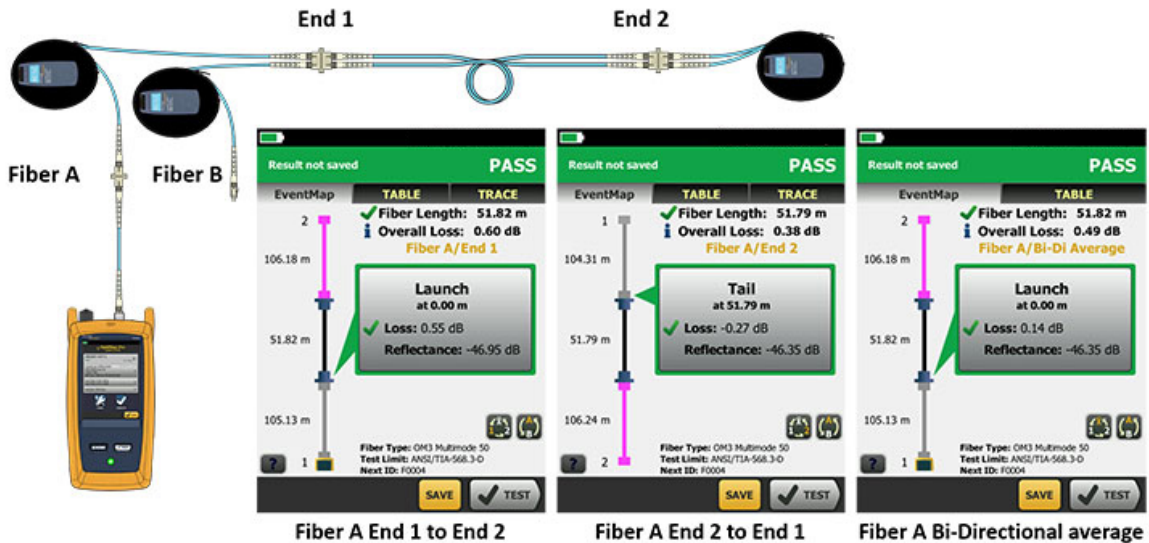 End 1
End 2
Fiber A
Fiber B
Result not saved
PASS
EventMap
TABLE
TRACE
2
Fiber Length: 51.82 m
Overall Loss: 0.60 dB
Fiber A/End 1
106.18 m
Launch
at 0.00 m
Loss: 0.55 dB
Reflectance: -46.95 dB
51.82 m
105.13 m
Fiber Type: OM3 Multimode 50
Test Limit: ANSI/TIA-568.3-D
Next ID: F0004
1
?
SAVE
TEST
Fiber A End 1 to End 2
Result not saved
PASS
EventMap
TABLE
TRACE
1
Fiber Length: 51.79 m
Overall Loss: 0.38 dB
Fiber A/End 2
104.31 m
Tail
at 51.79 m
Loss: -0.27 dB
Reflectance: -46.35 dB
51.79 m
106.24 m
Fiber Type: OM3 Multimode 50
Test Limit: ANSI/TIA-568.3-D
Next ID: F0004
2
?
SAVE
TEST
Fiber A End 2 to End 1
Result not saved
PASS
EventMap
TABLE
2
Fiber Length: 51.82 m
Overall Loss: 0.49 dB
Fiber A/Bi-Di Average
106.18 m
Launch
at 0.00 m
Loss: 0.14 dB
Reflectance: -46.35 dB
51.82 m
105.13 m
Fiber Type: OM3 Multimode 50
Test Limit: ANSI/TIA-568.3-D
Next ID: F0004
1
?
SAVE
TEST
Fiber A Bi-Directional average